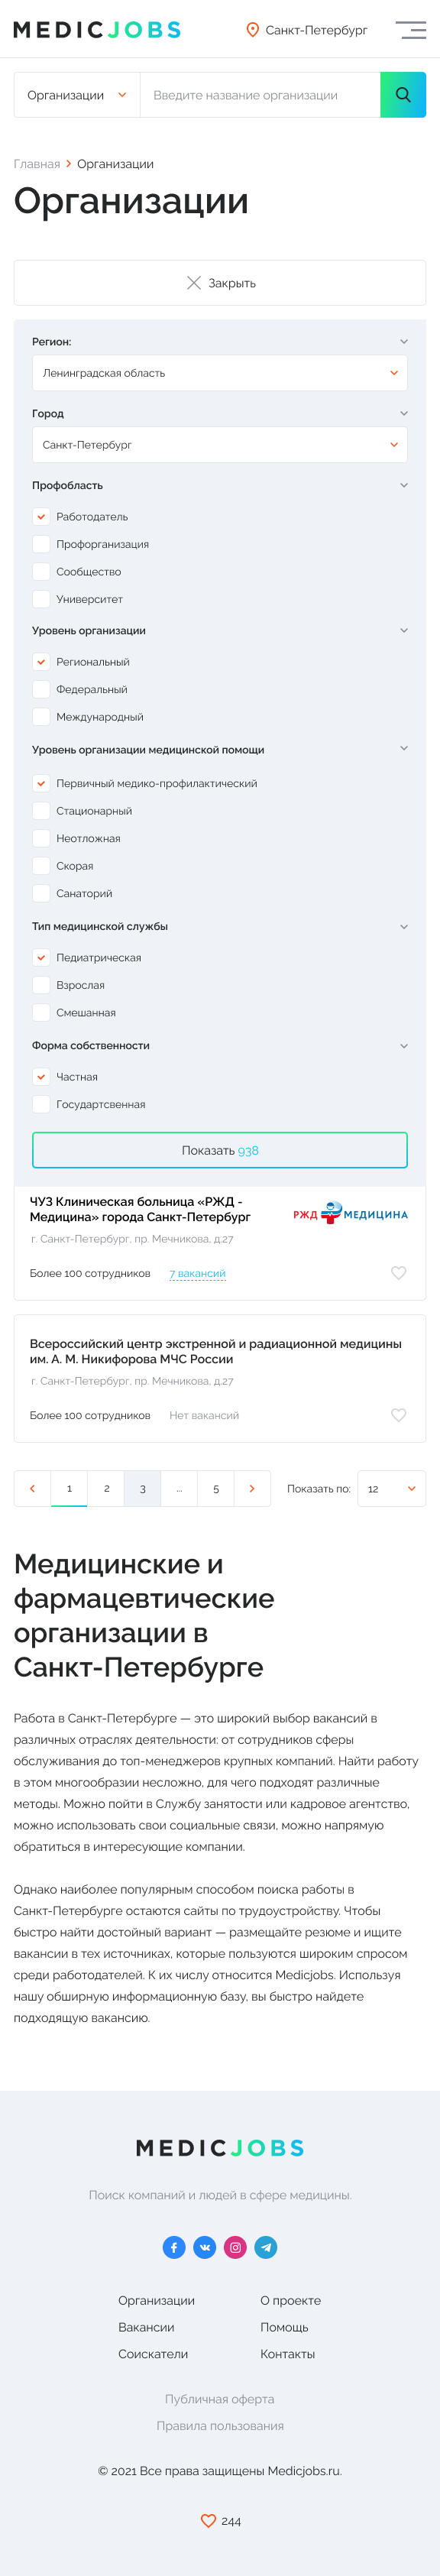 MEDICJOBS
Санкт-Петербург
Организации
Введите название организации
Главная > Организации
Организации
Закрыть
Регион:
Ленинградская область
Город
Санкт-Петербург
Профобласть
Работодатель
Профорганизация
Сообщество
Университет
Уровень организации
Региональный
Федеральный
Международный
Уровень организации медицинской помощи
Первичный медико-профилактический
Стационарный
Неотложная
Скорая
Санаторий
Тип медицинской службы
Педиатрическая
Взрослая
Смешанная
Форма собственности
Частная
Государтсвенная
Показать 938
ЧУЗ Клиническая больница «РЖД -
Медицина» города Санкт-Петербург
РЖД МЕДИЦИНА
г. Санкт-Петербург, пр. Мечникова, д.27
Более 100 сотрудников
7 вакансий
Всероссийский центр экстренной и радиационной медицины
им. А. М. Никифорова МЧС России
г. Санкт-Петербург, пр. Мечникова, д.27
Более 100 сотрудников
Нет вакансий
1 2 3 ... 5
Показать по: 12
Медицинские и
фармацевтические
организации в
Санкт-Петербурге
Работа в Санкт-Петербурге — это широкий выбор вакансий в
различных отраслях деятельности: от сотрудников сферы
обслуживания до топ-менеджеров крупных компаний. Найти работу
в этом многообразии несложно, для чего подходят различные
методы. Можно пойти в Службу занятости или кадровое агентство,
можно использовать свои социальные связи, можно напрямую
обратиться в интересующие компании.
Однако наиболее популярным способом поиска работы в
Санкт-Петербурге остаются сайты по трудоустройству. Чтобы
быстро найти достойный вариант — размещайте резюме и ищите
вакансии в тех источниках, которые пользуются широким спросом
среди работодателей. К их числу относится Medicjobs. Используя
нашу обширную информационную базу, вы быстро найдете
подходящую вакансию.
MEDICJOBS
Поиск компаний и людей в сфере медицины.
Организации
О проекте
Вакансии
Помощь
Соискатели
Контакты
Публичная оферта
Правила пользования
© 2021 Все права защищены Medicjobs.ru.
244